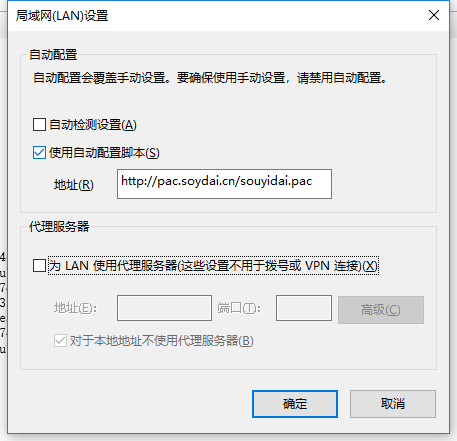 局域网(LAN)设置
自动配置
自动配置会覆盖手动设置。要确保使用手动设置，请禁用自动配置。
自动检测设置(A)
使用自动配置脚本(S)
地址(R)
http://pac.soydai.cn/souyidai.pac
代理服务器
为 LAN 使用代理服务器(这些设置不用于拨号或 VPN 连接)(X)
地址(E):
端口(T):
高级(C)
对于本地地址不使用代理服务器(B)
确定
取消
4
u
7
3
e
7
u